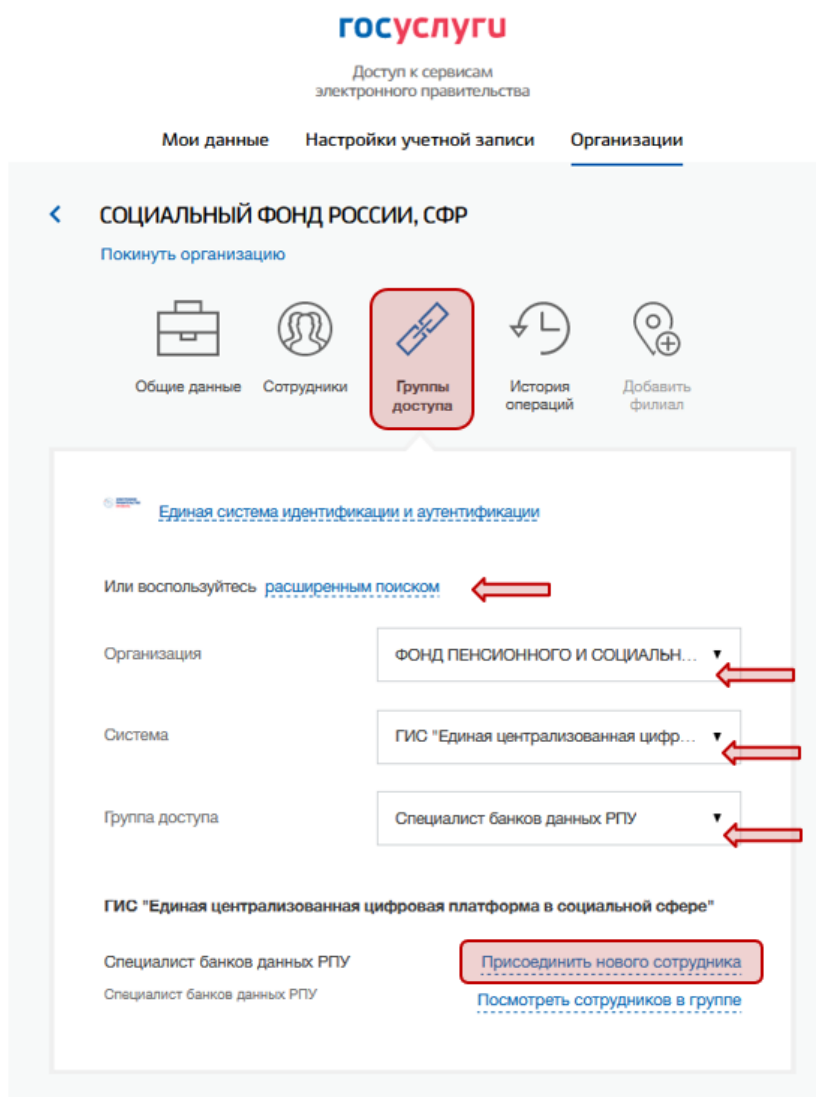 госуслуги
Доступ к сервисам
электронного правительства
Мои данные Настройки учетной записи Организации
СОЦИАЛЬНЫЙ ФОНД РОССИИ, СФР
Покинуть организацию
Общие данные Сотрудники Группы доступа История операций Добавить филиал
Единая система идентификации и аутентификации
Или воспользуйтесь расширенным поиском
Организация ФОНД ПЕНСИОННОГО И СОЦИАЛЬН...
Система ГИС "Единая централизованная цифр...
Группа доступа Специалист банков данных РПУ
ГИС "Единая централизованная цифровая платформа в социальной сфере"
Специалист банков данных РПУ Присоединить нового сотрудника
Специалист банков данных РПУ Посмотреть сотрудников в группе